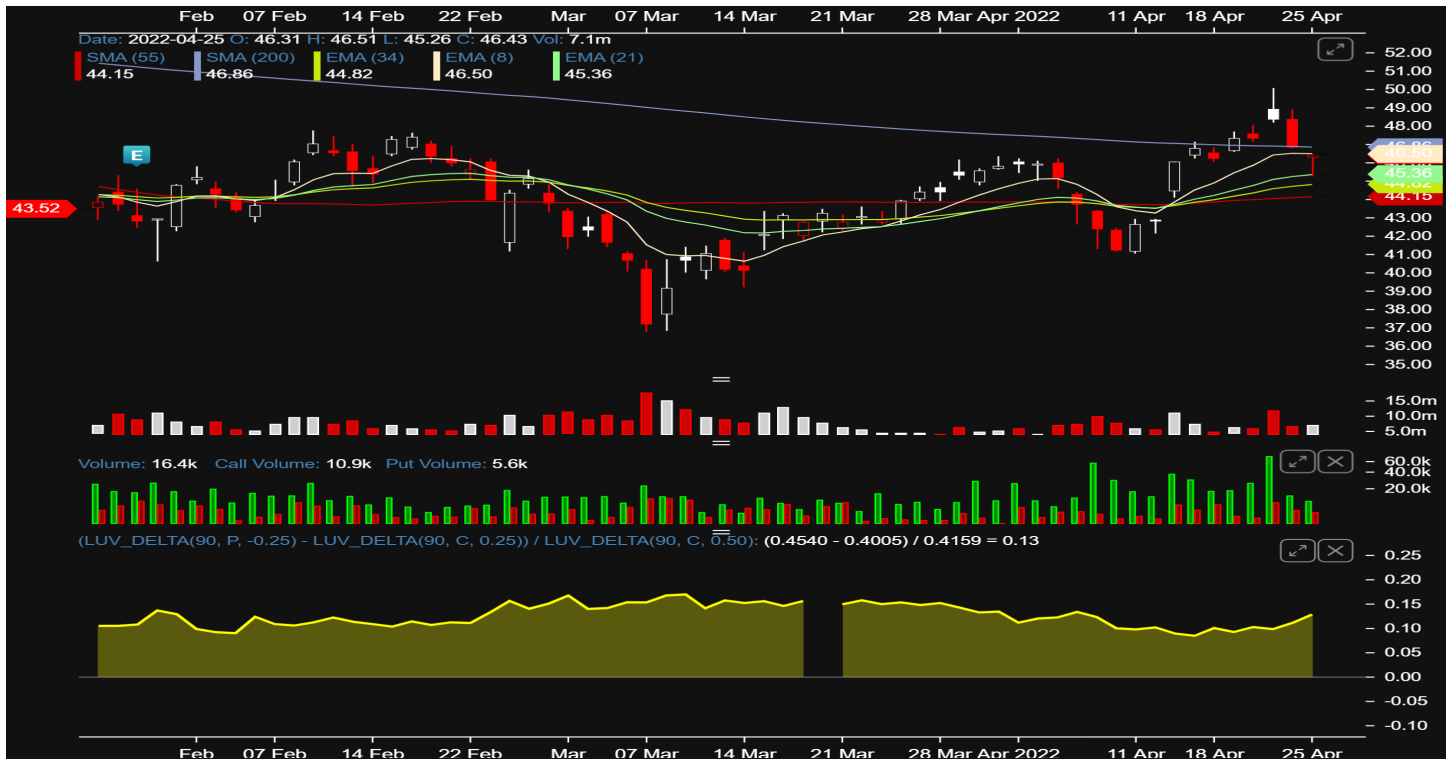 Feb 07 Feb 14 Feb 22 Feb Mar 07 Mar 14 Mar 21 Mar 28 Mar Apr 2022 11 Apr 18 Apr 25 Apr
Date: 2022-04-25 O: 46.31 H: 46.51 L: 45.26 C: 46.43 Vol: 7.1m
SMA (55) SMA (200) EMA (34) EMA (8) EMA (21)
44.15 46.86 44.82 46.50 45.36
52.00
51.00
50.00
49.00
48.00
46.86
46.50
45.36
44.82
44.15
43.00
42.00
41.00
40.00
39.00
38.00
37.00
36.00
35.00
E
43.52
15.0m
10.0m
5.0m
Volume: 16.4k Call Volume: 10.9k Put Volume: 5.6k
60.0k
40.0k
20.0k
(LUV_DELTA(90, P, -0.25) - LUV_DELTA(90, C, 0.25)) / LUV_DELTA(90, C, 0.50): (0.4540 - 0.4005) / 0.4159 = 0.13
0.25
0.20
0.15
0.10
0.05
0.00
-0.05
-0.10
Feb 07 Feb 14 Feb 22 Feb Mar 07 Mar 14 Mar 21 Mar 28 Mar Apr 2022 11 Apr 18 Apr 25 Apr